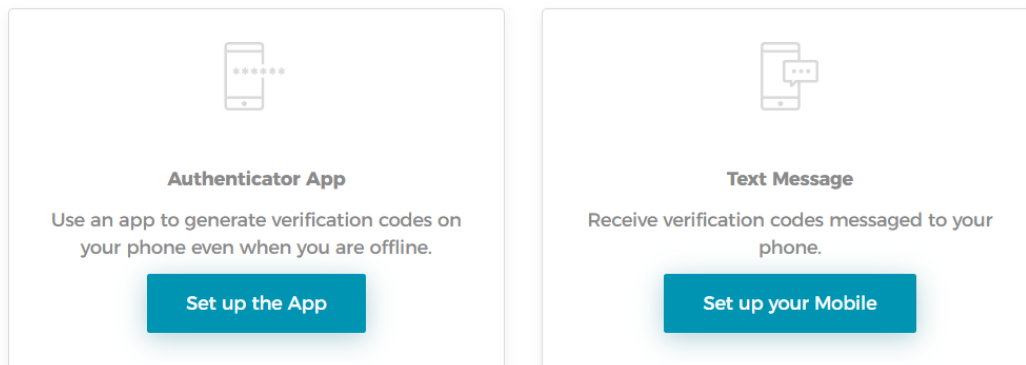 Authenticator App
Use an app to generate verification codes on
your phone even when you are offline.
Set up the App
Text Message
Receive verification codes messaged to your
phone.
Set up your Mobile